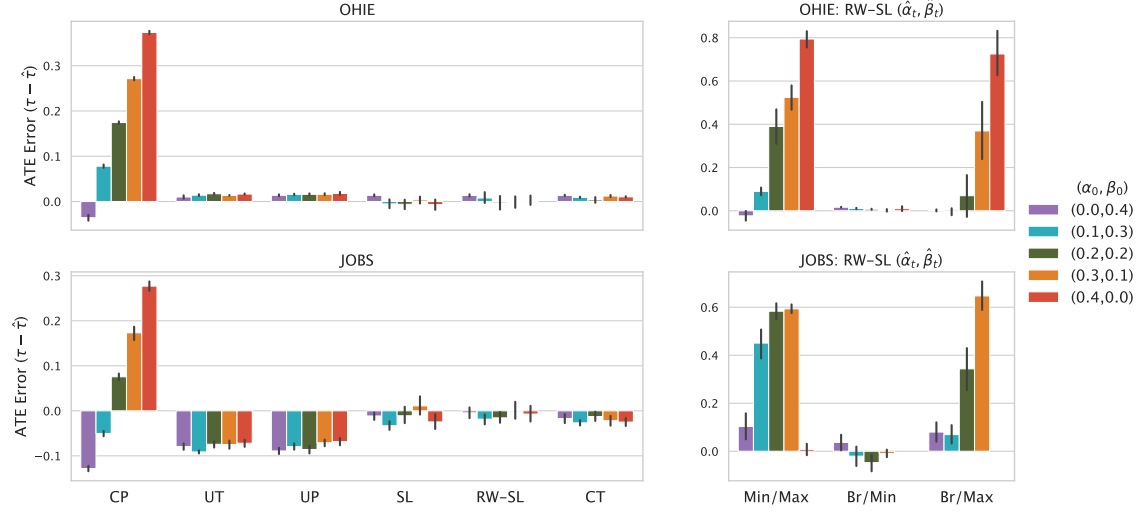 OHIE
ATE Error (τ − τ̂)
0.3
0.2
0.1
0.0
OHIE: RW−SL (α̂ₜ, β̂ₜ)
0.8
0.6
0.4
0.2
0.0
JOBS
ATE Error (τ − τ̂)
0.3
0.2
0.1
0.0
−0.1
CP UT UP SL RW−SL CT
JOBS: RW−SL (α̂ₜ, β̂ₜ)
0.6
0.4
0.2
0.0
Min/Max Br/Min Br/Max
(α₀, β₀)
(0.0,0.4)
(0.1,0.3)
(0.2,0.2)
(0.3,0.1)
(0.4,0.0)